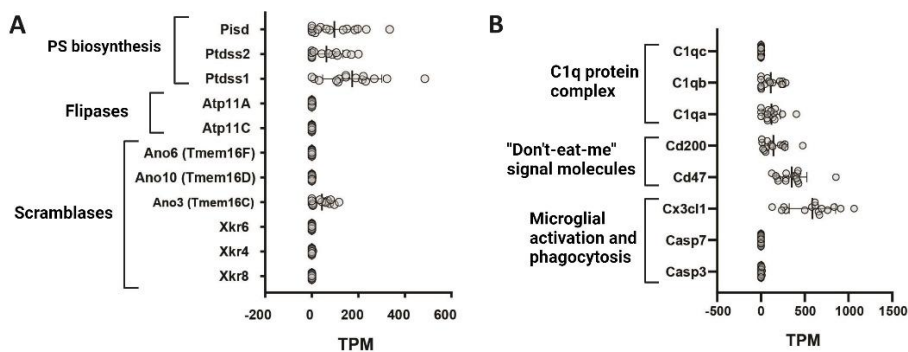 A
PS biosynthesis
Pisd
Ptdss2
Ptdss1
Flipases
Atp11A
Atp11C
Scramblases
Ano6 (Tmem16F)
Ano10 (Tmem16D)
Ano3 (Tmem16C)
Xkr6
Xkr4
Xkr8
-200 0 200 400 600
TPM
B
C1q protein
complex
C1qc
C1qb
C1qa
"Don't-eat-me"
signal molecules
Cd200
Cd47
Microglial
activation and
phagocytosis
Cx3cl1
Casp7
Casp3
-500 0 500 1000 1500
TPM